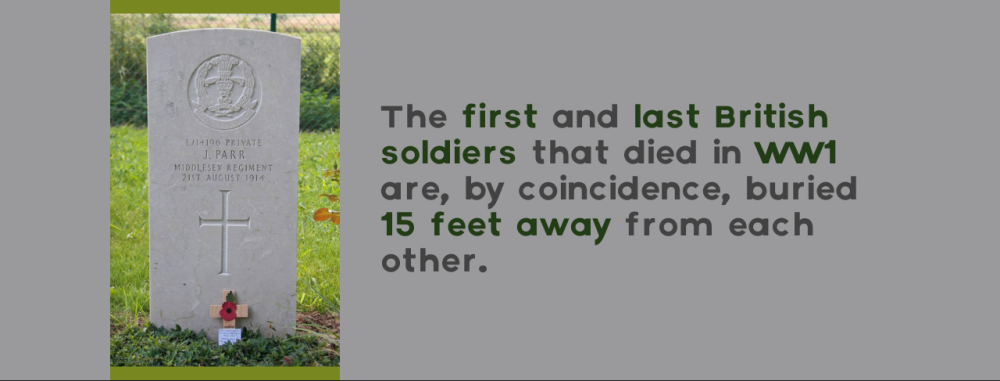 L/14196 PRIVATE
J. PARR
MIDDLESEX REGIMENT
21ST AUGUST 1914
The first and last British
soldiers that died in WW1
are, by coincidence, buried
15 feet away from each
other.